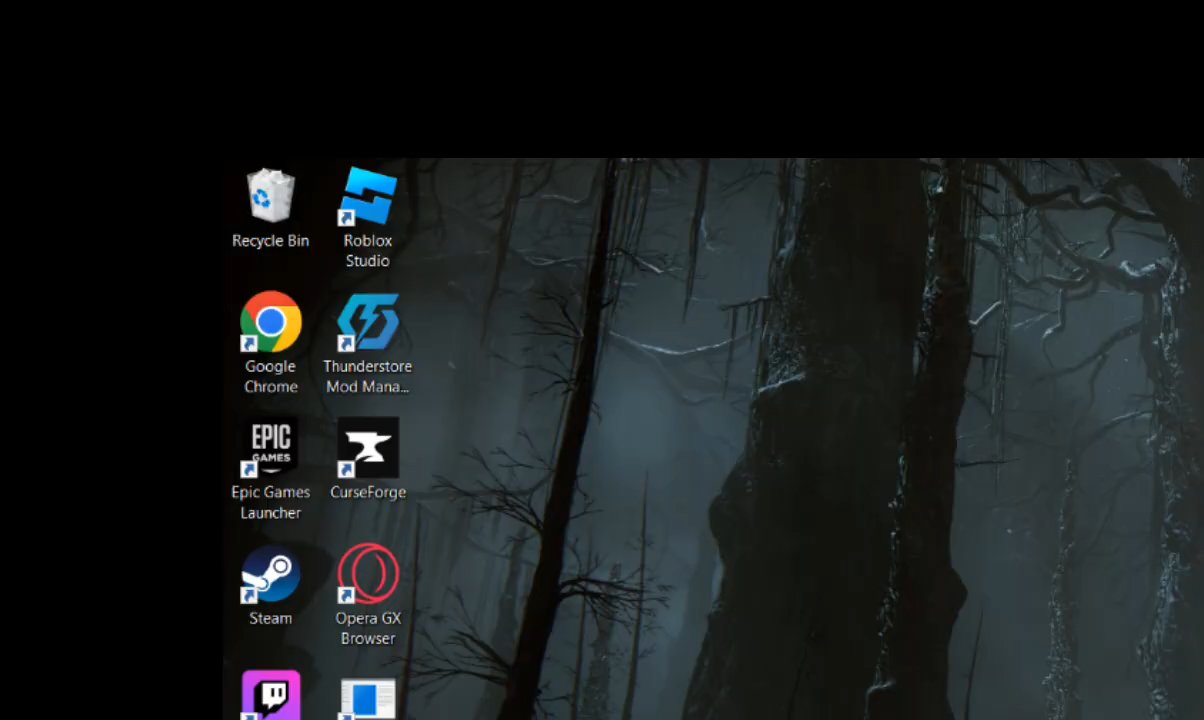 Recycle Bin
Roblox
Studio
Google
Chrome
Thunderstore
Mod Mana...
EPIC
GAMES
Epic Games
Launcher
CurseForge
Steam
Opera GX
Browser